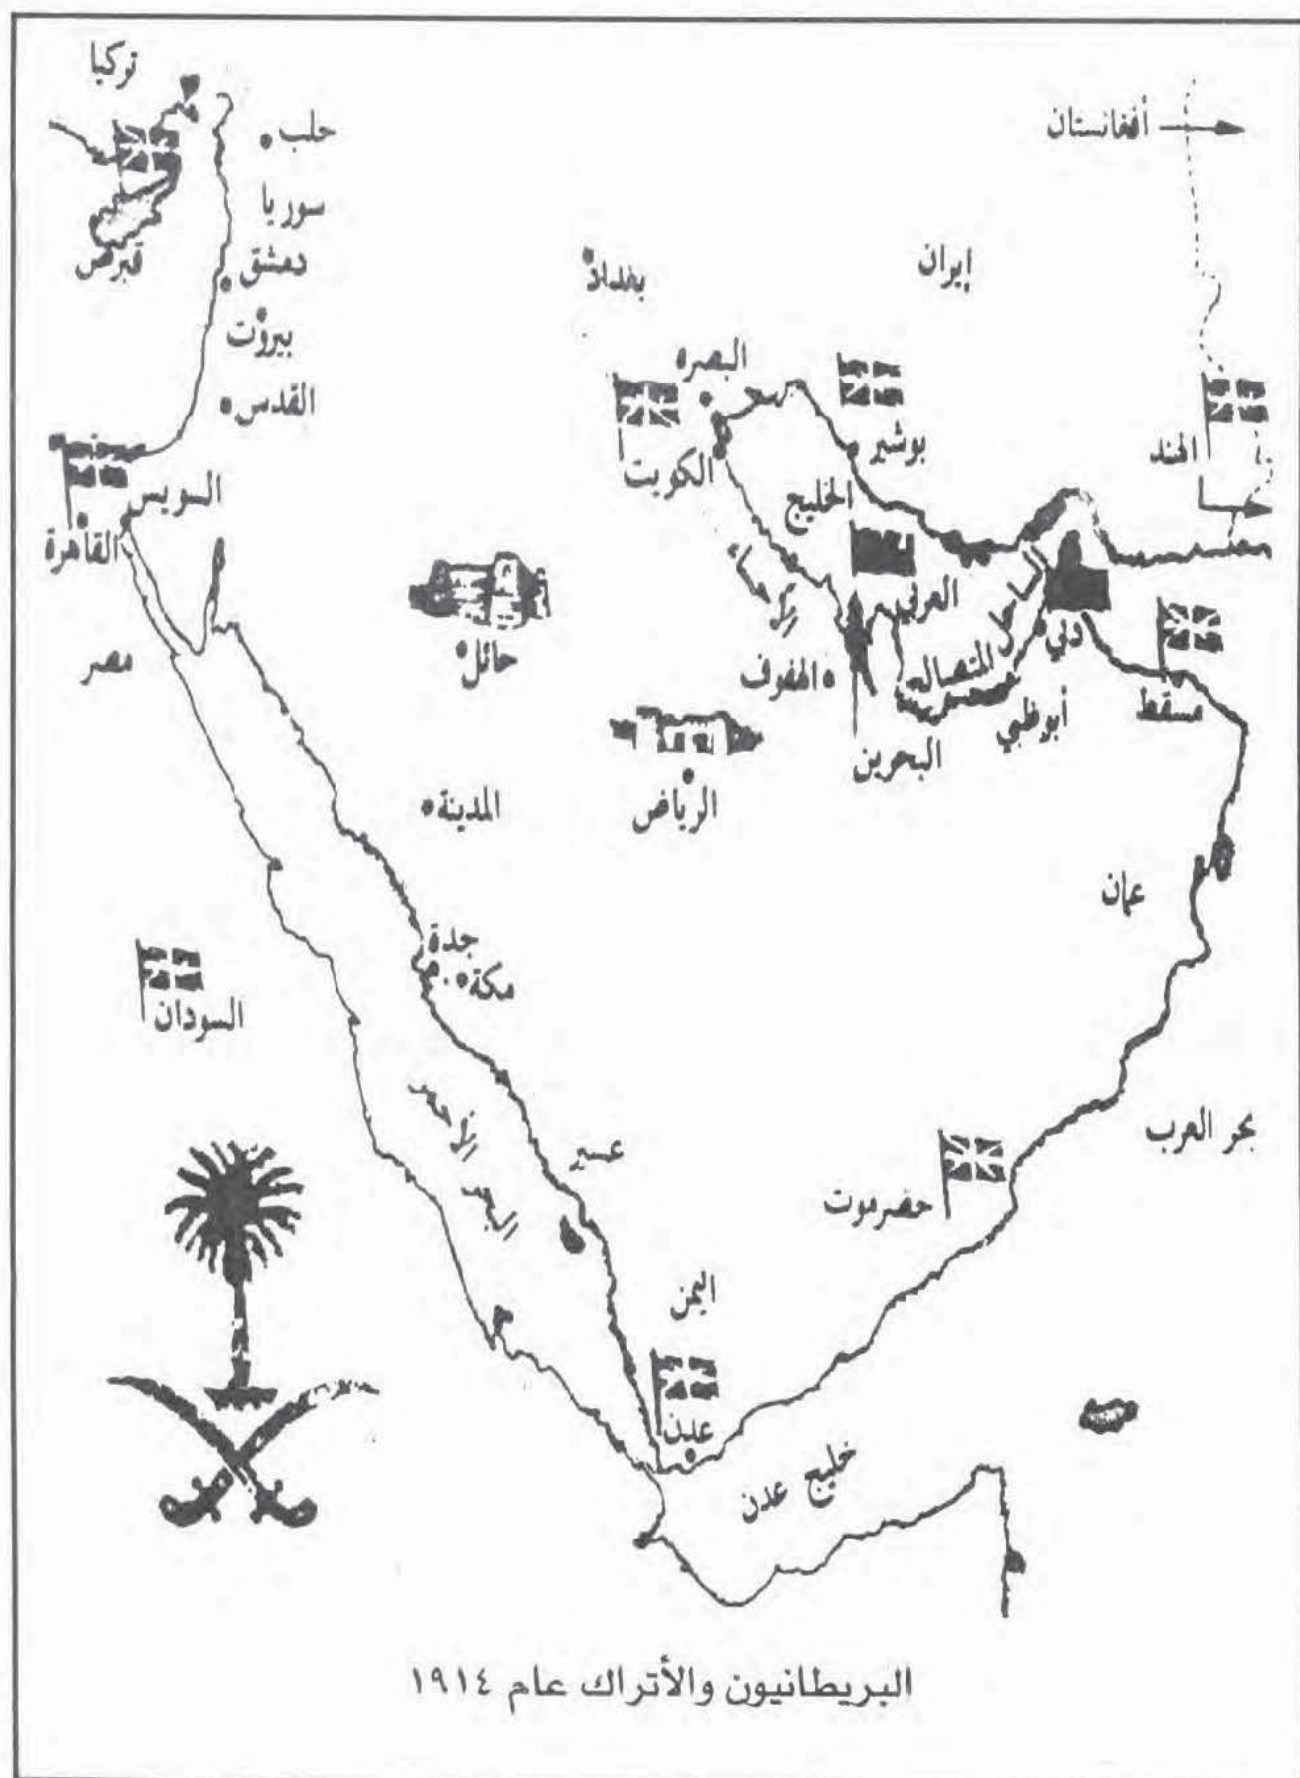 تركيا
حلب
أفغانستان
سوريا
قبرص
دمشق
بغداد
إيران
بيروت
البصره
القدس
بوشير
الهند
الكويت
السويس
الخليج
القاهرة
العربي
الاحساء
دبي
الساحل المتصالح
مصر
حائل
الهفوف
أبوظبي
مسقط
البحرين
المدينة
الرياض
عمان
جدة
مكة
السودان
البحر الأحمر
بحر العرب
عسير
حضرموت
اليمن
عدن
خليج عدن
البريطانيون والأتراك عام ١٩١٤